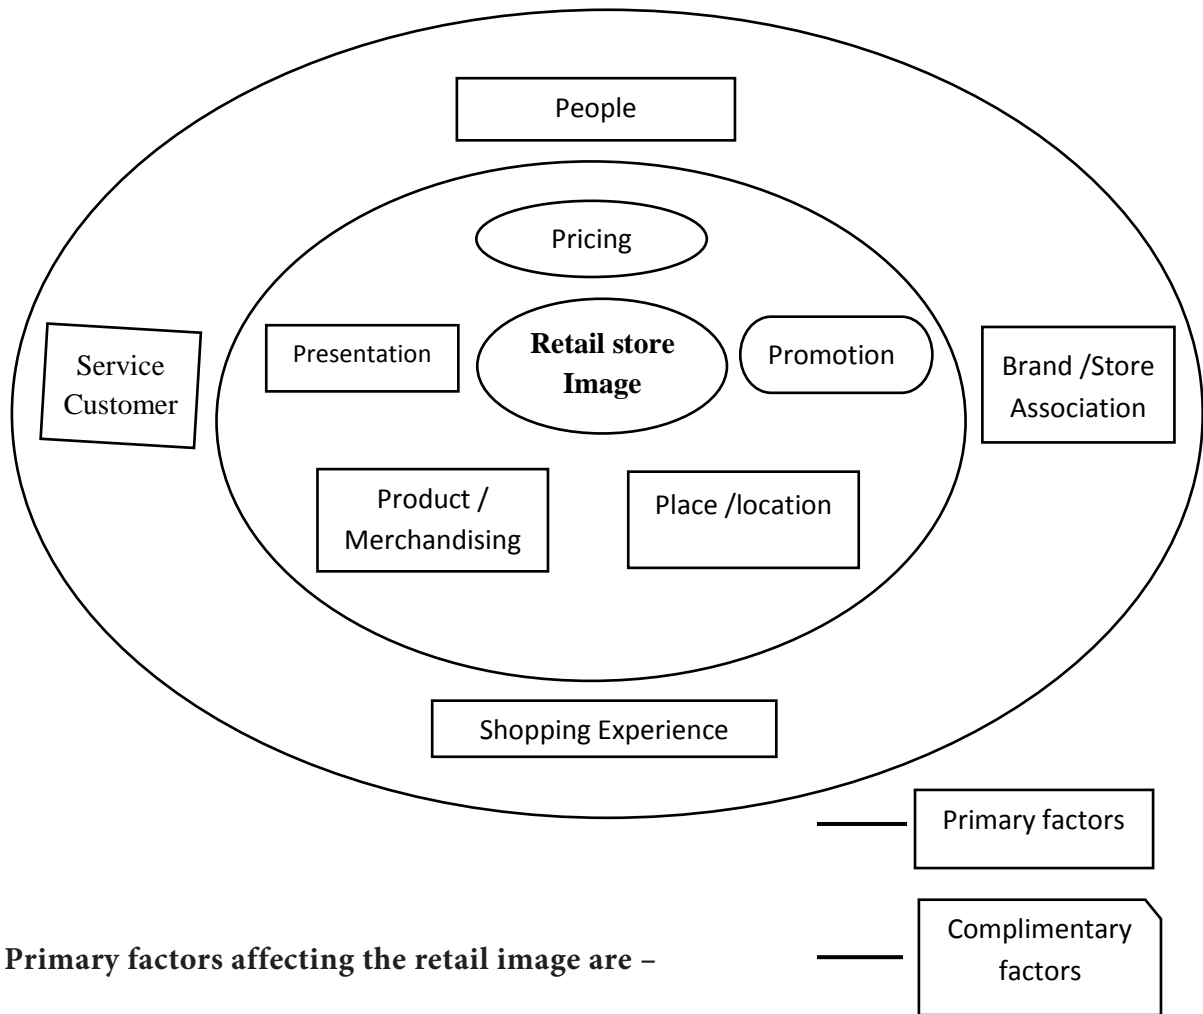 People
Pricing
Presentation
Retail store
Image
Promotion
Service
Customer
Brand /Store
Association
Product /
Merchandising
Place /location
Shopping Experience
Primary factors
Complimentary
factors
Primary factors affecting the retail image are –